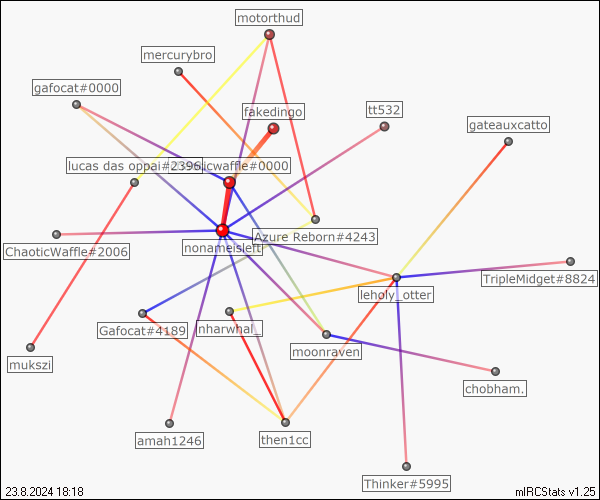 motorthud
mercurybro
gafocat#0000
fakedingo
tt532
gateauxcatto
lucas das oppai#2396
icwaffle#0000
nonameisleft
Azure Reborn#4243
ChaoticWaffle#2006
TripleMidget#8824
leholy_otter
Gafocat#4189
nharwhal_
moonraven
mukszi
chobham.
amah1246
then1cc
Thinker#5995
23.8.2024 18:18
mIRCStats v1.25